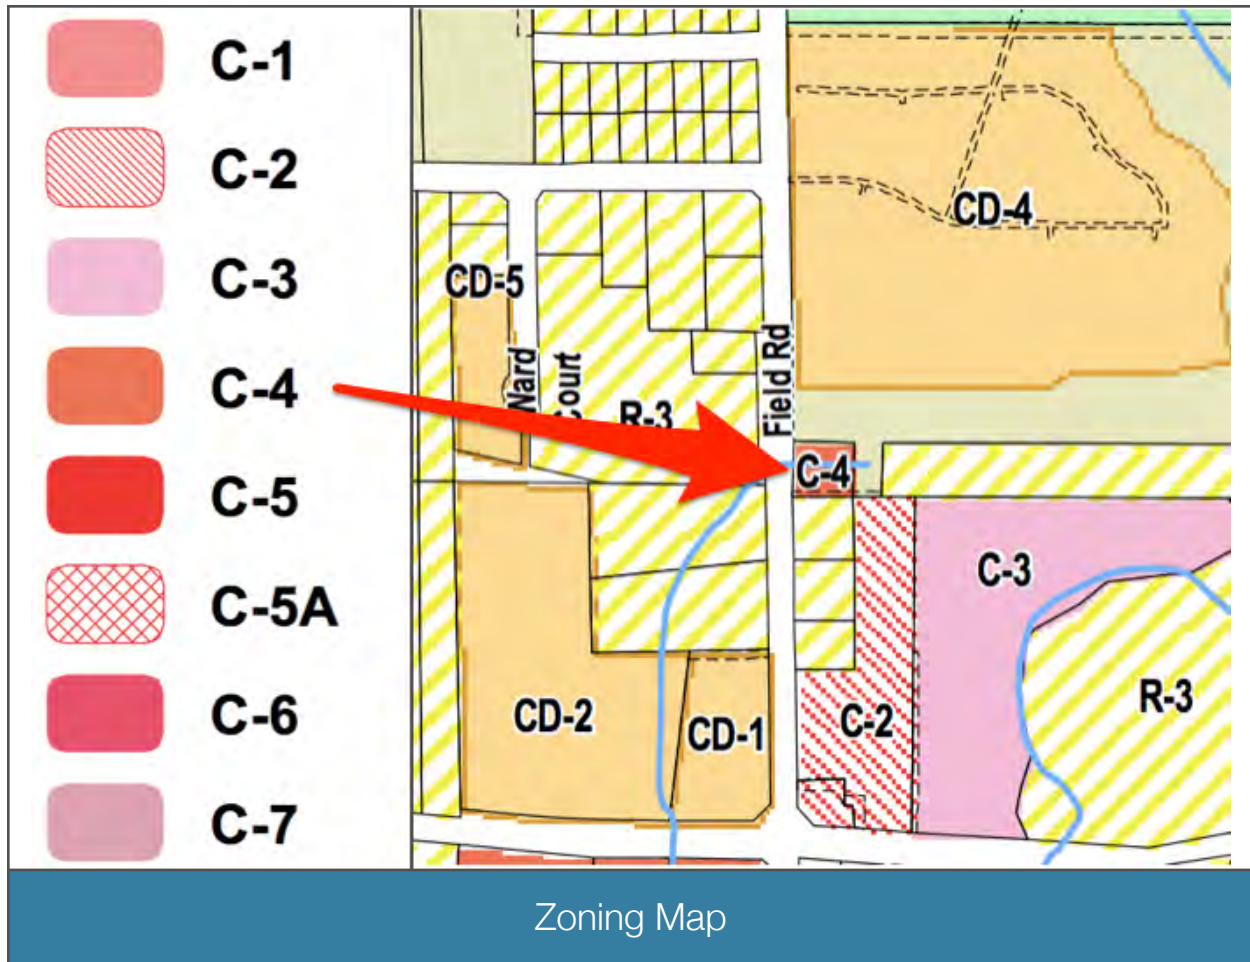 C-1
C-2
C-3
C-4
C-5
C-5A
C-6
C-7
CD-4
CD-5
Nard
Court
Field Rd
R-3
C-4
C-3
R-3
CD-2
CD-1
C-2
Zoning Map